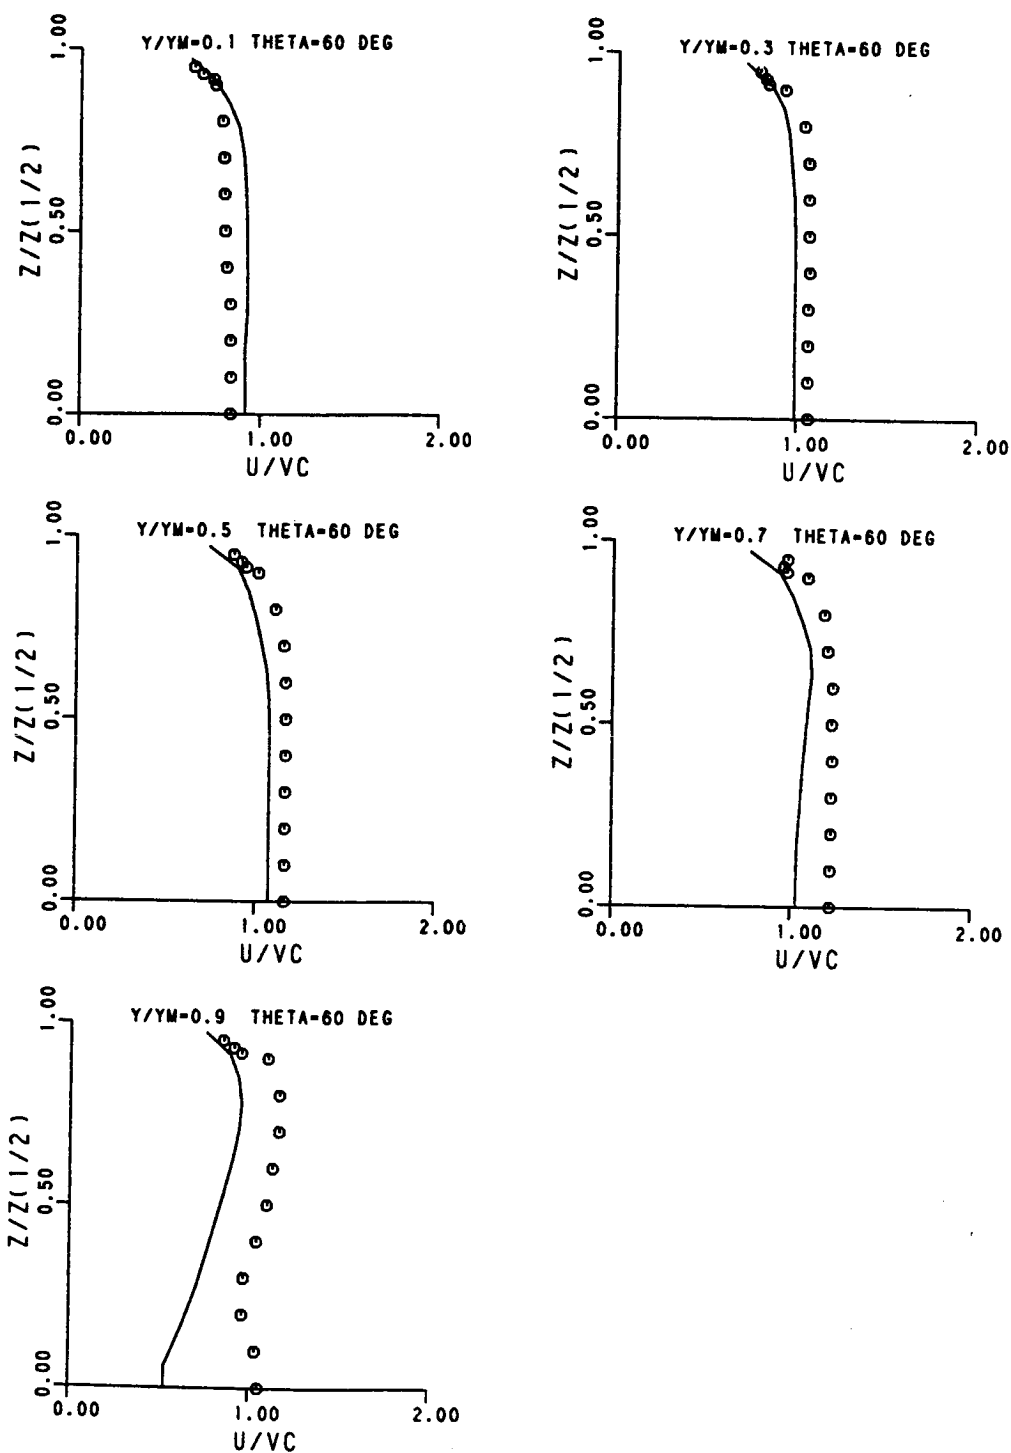 Y/YM=0.1 THETA=60 DEG
1.00
0.50
0.00
Z/Z(1/2)
0.00 1.00 2.00
U/VC
Y/YM=0.3 THETA=60 DEG
1.00
0.50
0.00
Z/Z(1/2)
0.00 1.00 2.00
U/VC
Y/YM=0.5 THETA=60 DEG
1.00
0.50
0.00
Z/Z(1/2)
0.00 1.00 2.00
U/VC
Y/YM=0.7 THETA=60 DEG
1.00
0.50
0.00
Z/Z(1/2)
0.00 1.00 2.00
U/VC
Y/YM=0.9 THETA=60 DEG
1.00
0.50
0.00
Z/Z(1/2)
0.00 1.00 2.00
U/VC